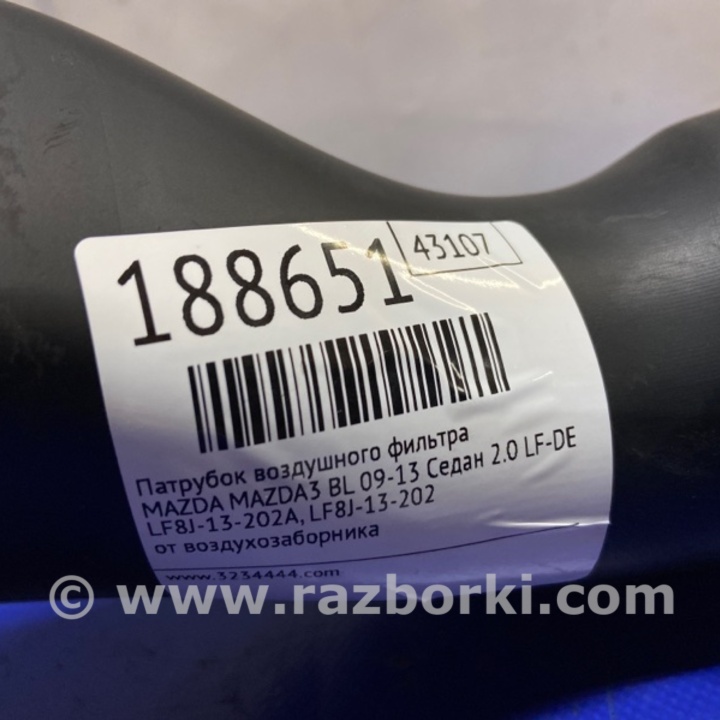 188651
43107
Патрубок воздушного фильтра
MAZDA MAZDA3 BL 09-13 Седан 2.0 LF-DE
LF8J-13-202A, LF8J-13-202
от воздухозаборника
www.3234444.com
© www.razborki.com